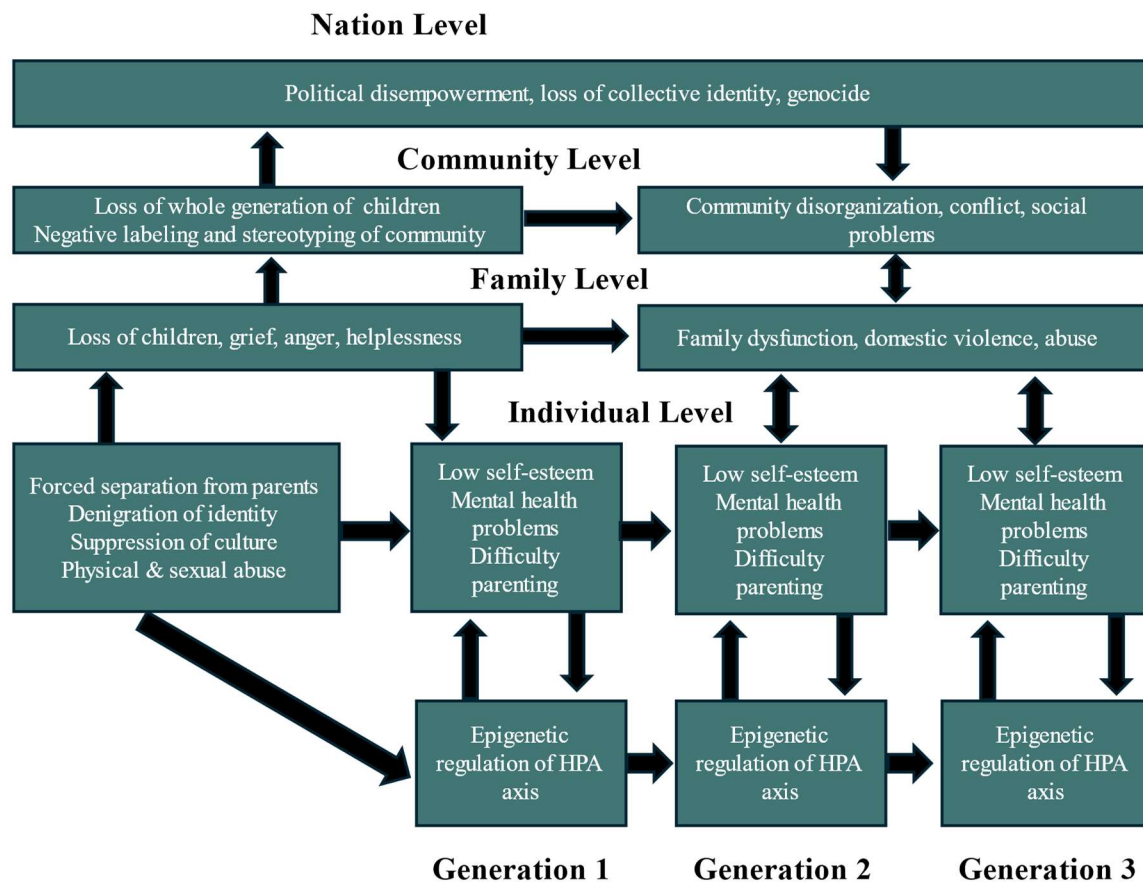 Nation Level
Political disempowerment, loss of collective identity, genocide
Community Level
Loss of whole generation of children
Negative labeling and stereotyping of community
Community disorganization, conflict, social
problems
Family Level
Loss of children, grief, anger, helplessness
Family dysfunction, domestic violence, abuse
Individual Level
Forced separation from parents
Denigration of identity
Suppression of culture
Physical & sexual abuse
Low self-esteem
Mental health
problems
Difficulty
parenting
Low self-esteem
Mental health
problems
Difficulty
parenting
Low self-esteem
Mental health
problems
Difficulty
parenting
Epigenetic
regulation of HPA
axis
Epigenetic
regulation of HPA
axis
Epigenetic
regulation of HPA
axis
Generation 1
Generation 2
Generation 3